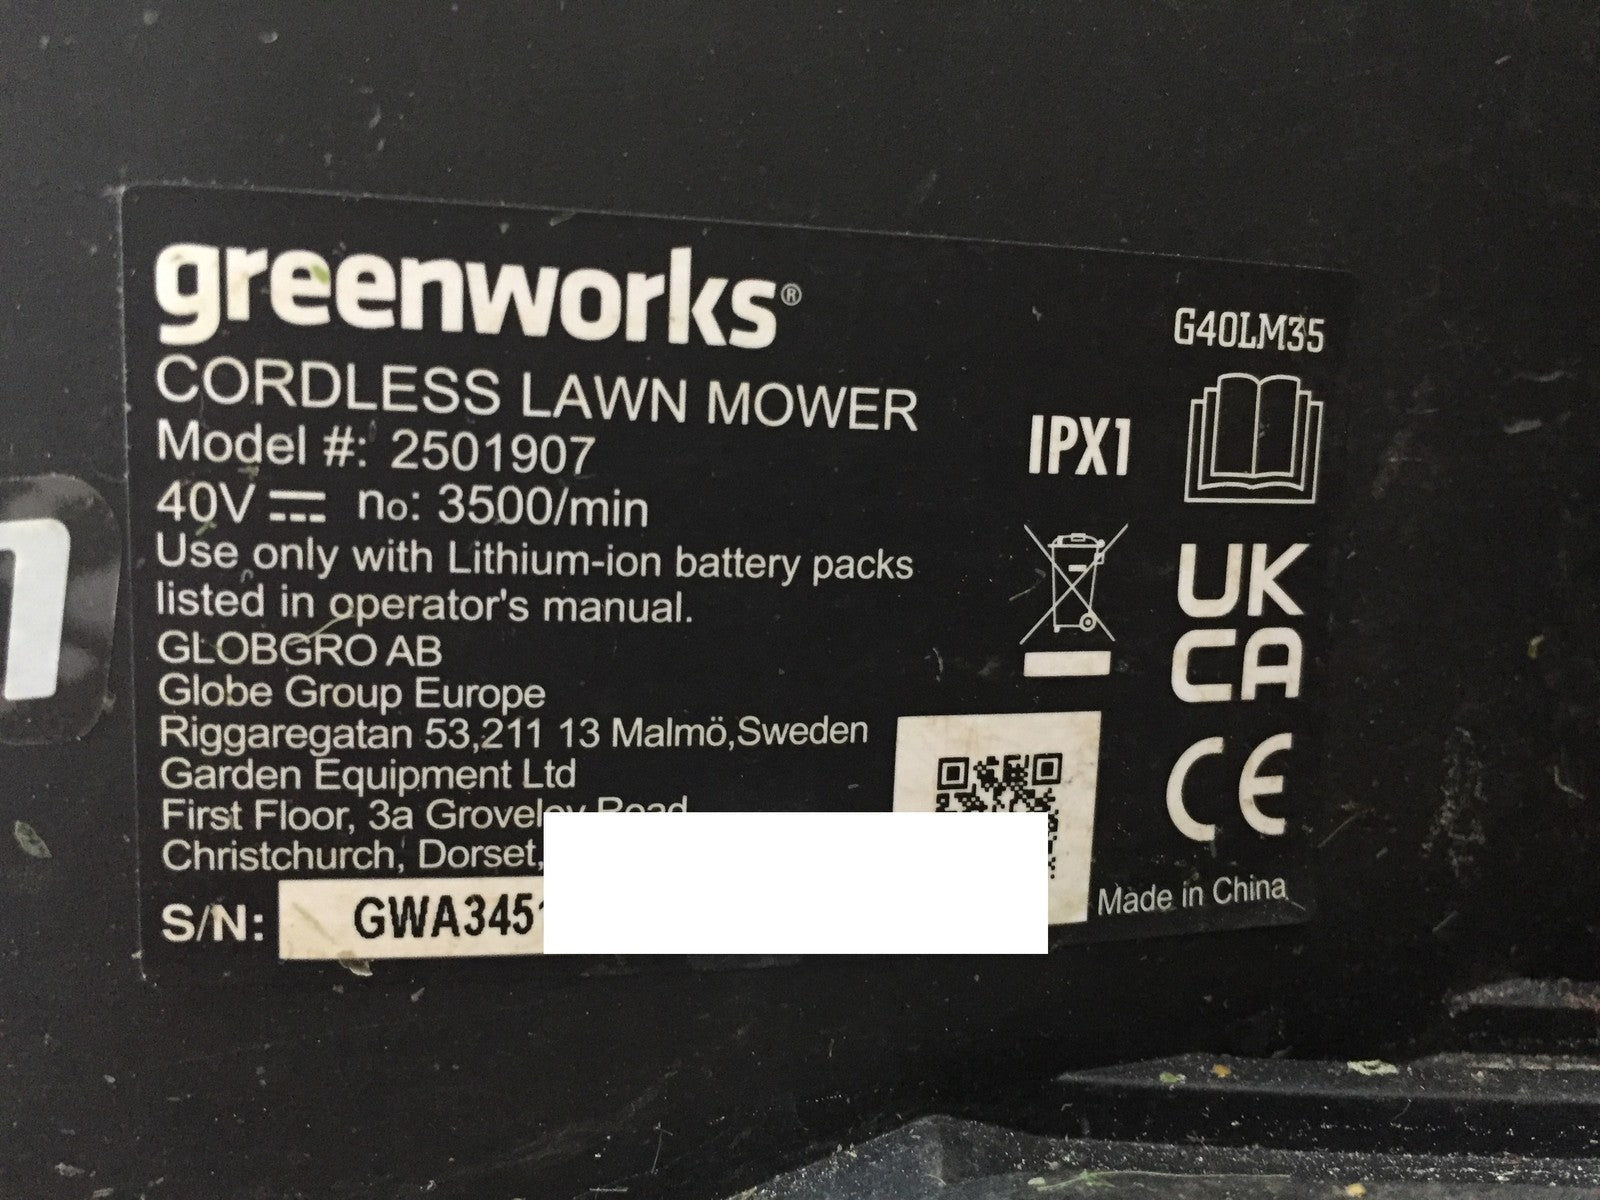 greenworks®
CORDLESS LAWN MOWER
Model #: 2501907
40V no: 3500/min
Use only with Lithium-ion battery packs
listed in operator's manual.
GLOBGRO AB
Globe Group Europe
Riggaregatan 53,211 13 Malmö,Sweden
Garden Equipment Ltd
First Floor, 3a Groveley Road
Christchurch, Dorset,
S/N: GWA345
G40LM35
IPX1
UK
CA
CE
Made in China